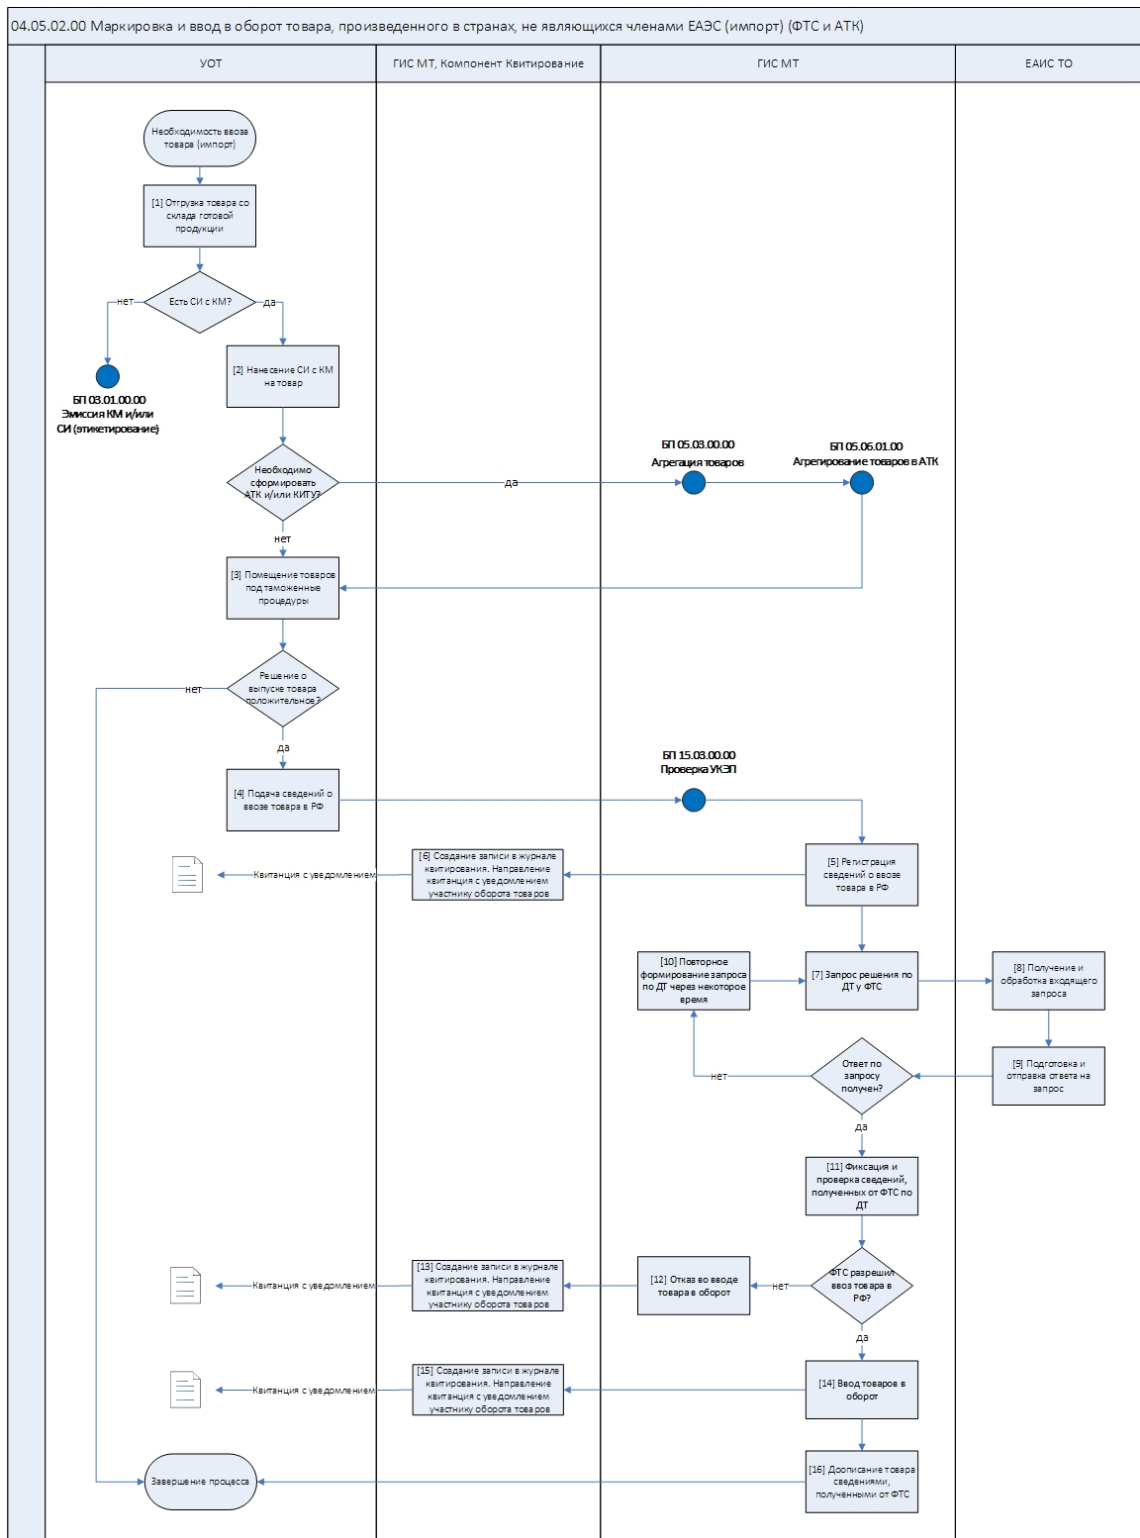 04.05.02.00 Маркировка и ввод в оборот товара, произведенного в странах, не являющихся членами ЕАЭС (импорт) (ФТС и АТК)
УОТ
ГИС МТ, Компонент Квитирование
ГИС МТ
ЕАИС ТО
Необходимость ввоза
товара (импорт)
[1] Отгрузка товара со
склада готовой
продукции
Есть СИ с КМ?
нет
да
БП 03.01.00.00
Эмиссия КМ и/или
СИ (этикетирование)
[2] Нанесение СИ с КМ
на товар
Необходимо
сформировать
АТК и/или КИТУ?
да
нет
БП 05.03.00.00
Агрегация товаров
БП 05.06.01.00
Агрегирование товаров в АТК
[3] Помещение товаров
под таможенные
процедуры
Решение о
выпуске товара
положительное?
нет
да
[4] Подача сведений о
ввозе товара в РФ
БП 15.03.00.00
Проверка УКЭП
[5] Регистрация
сведений о ввозе
товара в РФ
[6] Создание записи в журнале
квитирования. Направление
квитанция с уведомлением
участнику оборота товаров
Квитанция с уведомлением
[10] Повторное
формирование запроса
по ДТ через некоторое
время
[7] Запрос решения по
ДТ у ФТС
[8] Получение и
обработка входящего
запроса
Ответ по
запросу
получен?
нет
да
[9] Подготовка и
отправка ответа на
запрос
[11] Фиксация и
проверка сведений,
полученных от ФТС по
ДТ
ФТС разрешил
ввоз товара в
РФ?
нет
да
[12] Отказ во вводе
товара в оборот
[13] Создание записи в журнале
квитирования. Направление
квитанция с уведомлением
участнику оборота товаров
Квитанция с уведомлением
[14] Ввод товаров в
оборот
[15] Создание записи в журнале
квитирования. Направление
квитанция с уведомлением
участнику оборота товаров
Квитанция с уведомлением
[16] Дописание товара
сведениями,
полученными от ФТС
Завершение процесса